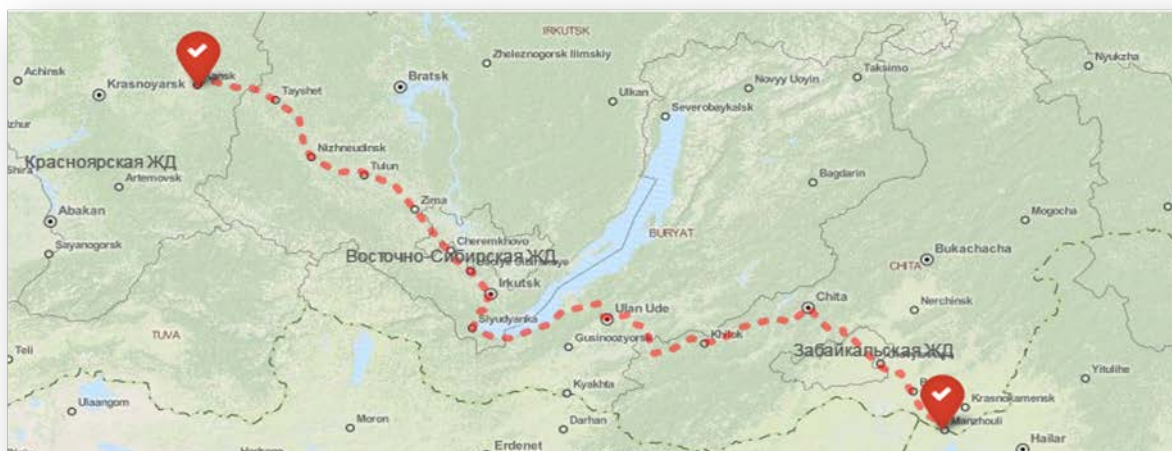 IRKUTSK
Zheleznogorsk Ilimskiy
Nyukzha
Achinsk
Taksimo
Krasnoyarsk
Bratsk
Novyy Uoyin
Tayshet
Ulkan
Severobaykalsk
Nizhneudinsk
Красноярская ЖД
Tulun
Artemovsk
Bagdarin
Zima
Abakan
Mogocha
BURYAT
Sayanogorsk
Cheremkhovo
Bukachacha
Восточно-Сибирская ЖД
CHITA
Irkutsk
Chita
Nerchinsk
Ulan Ude
Slyudyanka
TUVA
Khilok
Gusinoozyorsk
Teli
Забайкальская ЖД
Yitulihe
Kyakhta
Krasnokamensk
Ulaangom
Moron
Darhan
Manzhouli
Erdenet
Hailar